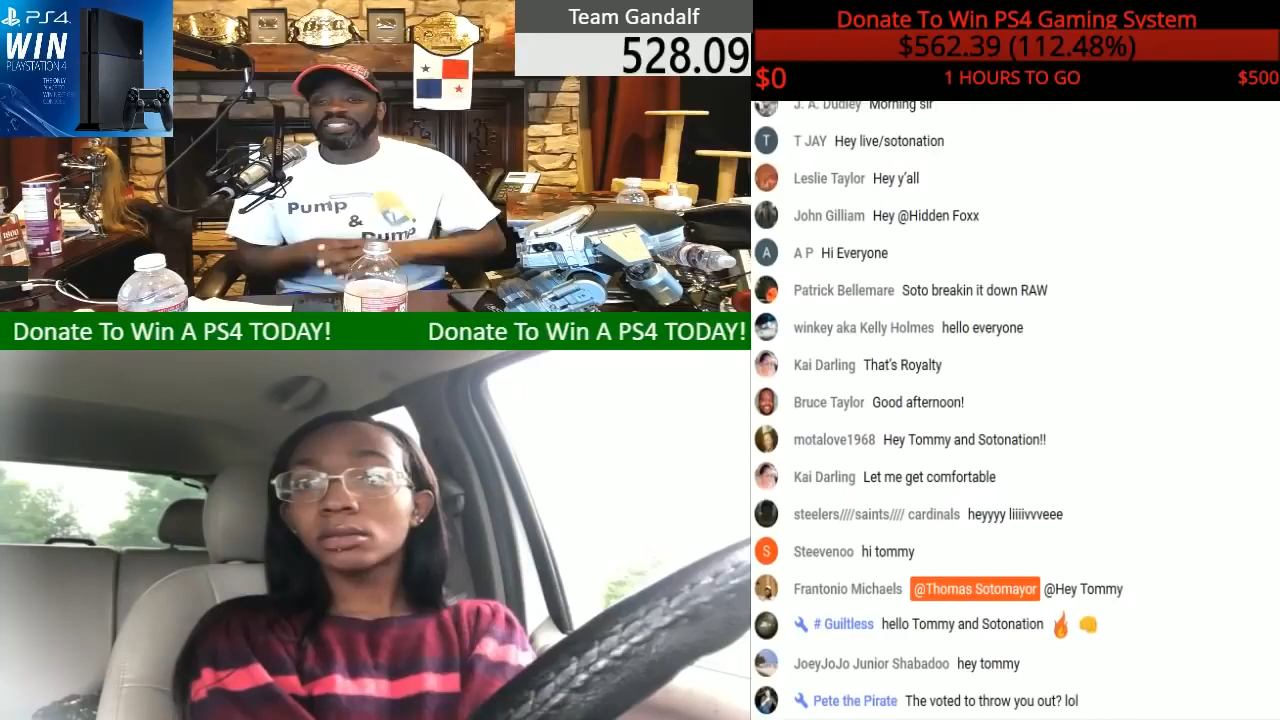 PS4
WIN
PLAYSTATION 4
Team Gandalf
528.09
Pump
&
Dump
Donate To Win A PS4 TODAY!
Donate To Win A PS4 TODAY!
Donate To Win PS4 Gaming System
$562.39 (112.48%)
$0 1 HOURS TO GO $500
J. A. Dudley Morning sir
T T JAY Hey live/sotonation
Leslie Taylor Hey y'all
John Gilliam Hey @Hidden Foxx
A A P Hi Everyone
Patrick Bellemare Soto breakin it down RAW
winkey aka Kelly Holmes hello everyone
Kai Darling That's Royalty
Bruce Taylor Good afternoon!
motalove1968 Hey Tommy and Sotonation!!
Kai Darling Let me get comfortable
steelers////saints//// cardinals heyyyy liiiivvveeee
S Steevenoo hi tommy
Frantonio Michaels @Thomas Sotomayor @Hey Tommy
# Guiltless hello Tommy and Sotonation 🔥 👊
JoeyJoJo Junior Shabadoo hey tommy
Pete the Pirate The voted to throw you out? lol